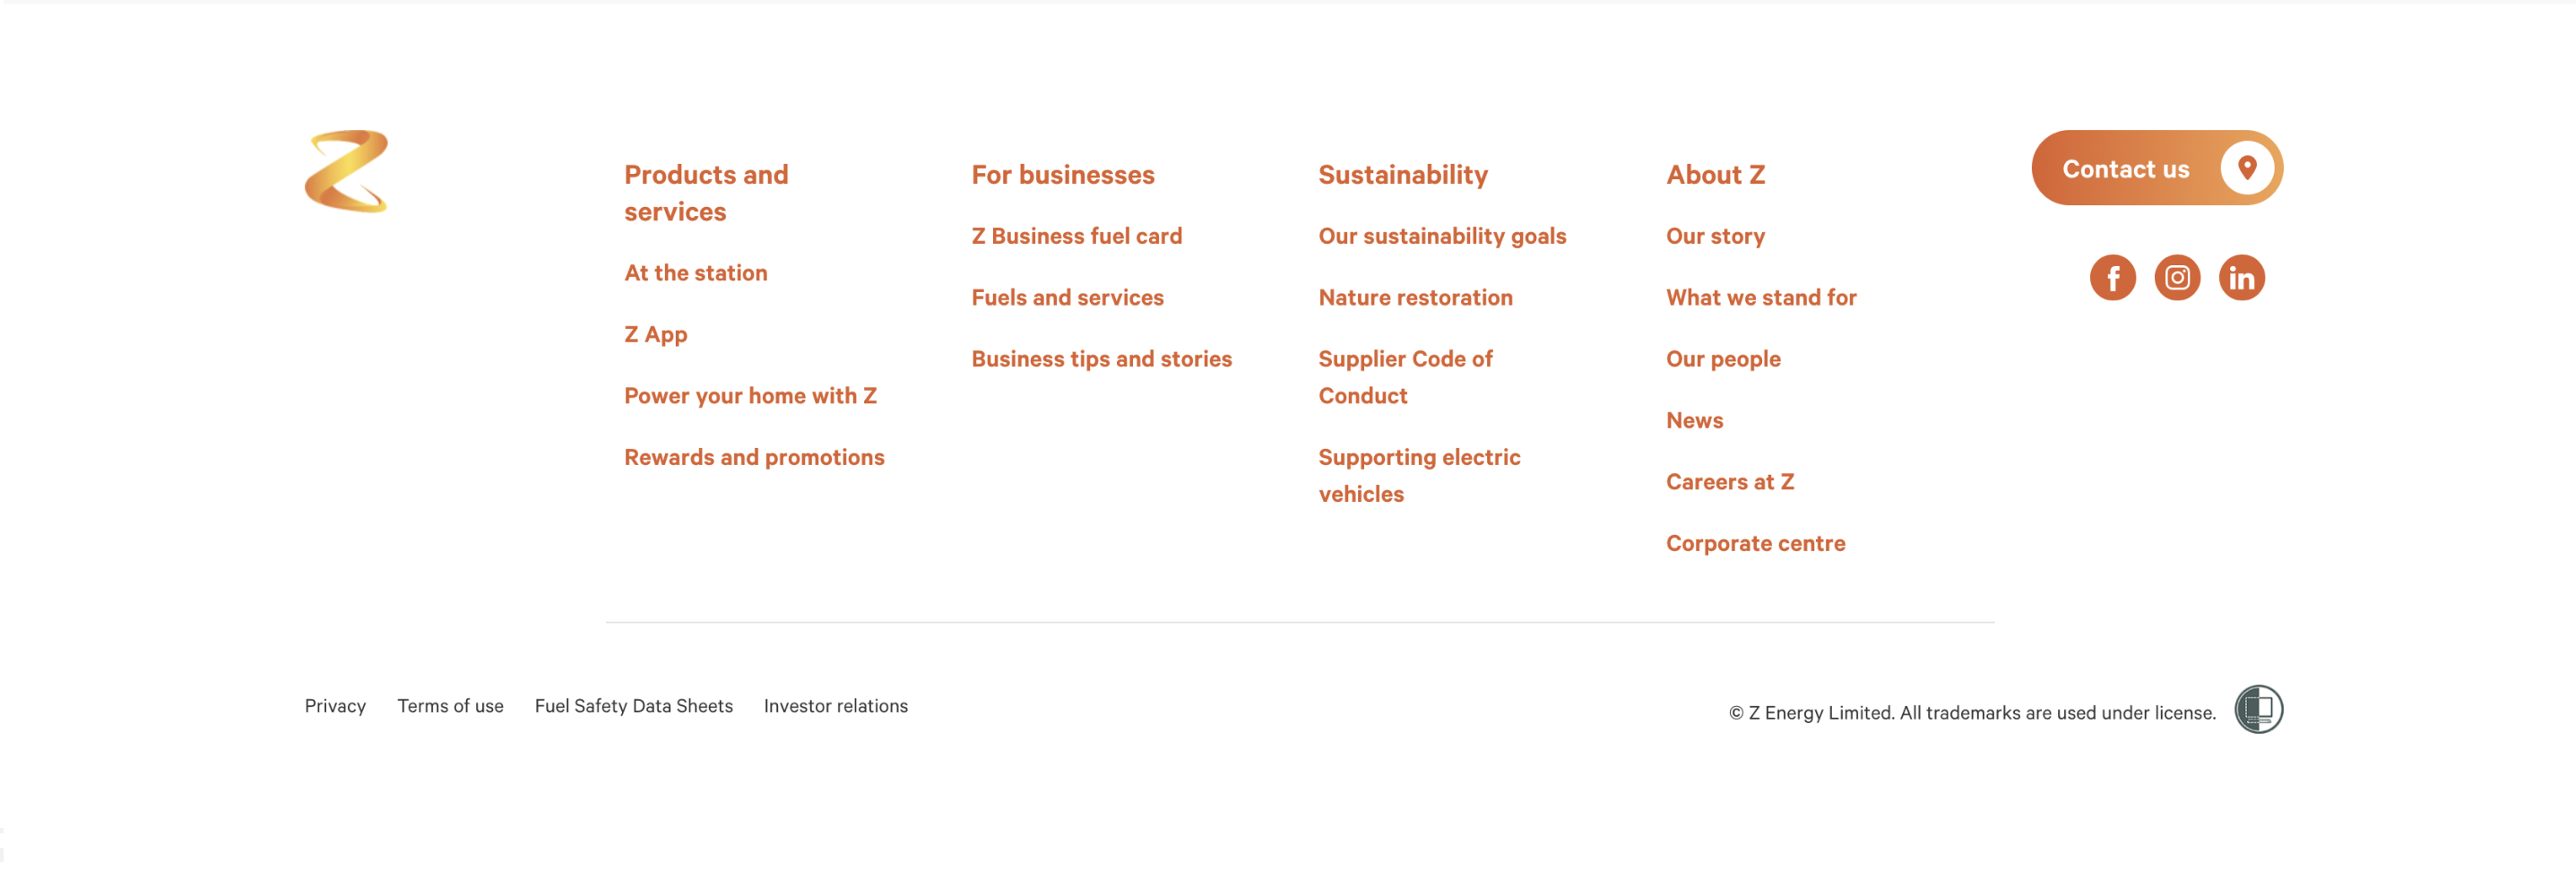 Products and
services
At the station
Z App
Power your home with Z
Rewards and promotions
For businesses
Z Business fuel card
Fuels and services
Business tips and stories
Sustainability
Our sustainability goals
Nature restoration
Supplier Code of
Conduct
Supporting electric
vehicles
About Z
Our story
What we stand for
Our people
News
Careers at Z
Corporate centre
Contact us
Privacy
Terms of use
Fuel Safety Data Sheets
Investor relations
© Z Energy Limited. All trademarks are used under license.